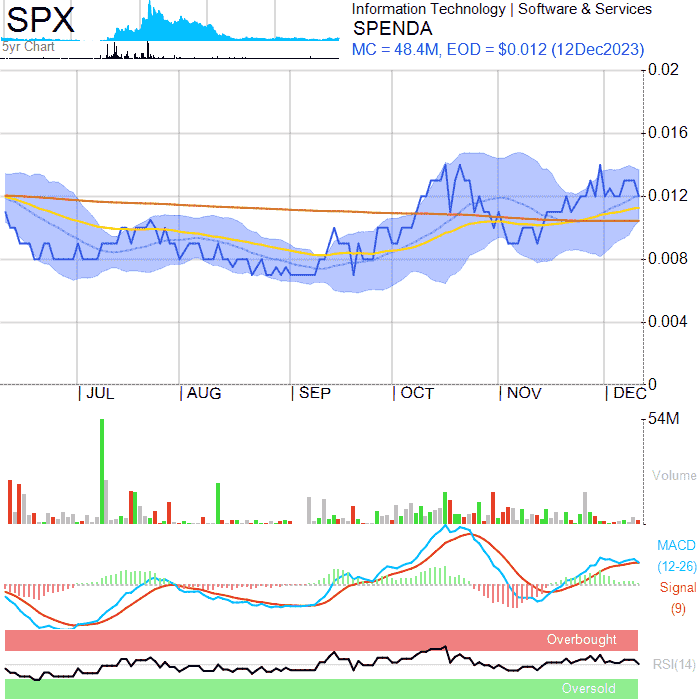 SPX
5yr Chart
Information Technology | Software & Services
SPENDA
MC = 48.4M, EOD = $0.012 (12Dec2023)
0.02
0.016
0.012
0.008
0.004
0
JUL AUG SEP OCT NOV DEC
54M
Volume
MACD
(12-26)
Signal
(9)
Overbought
RSI(14)
Oversold